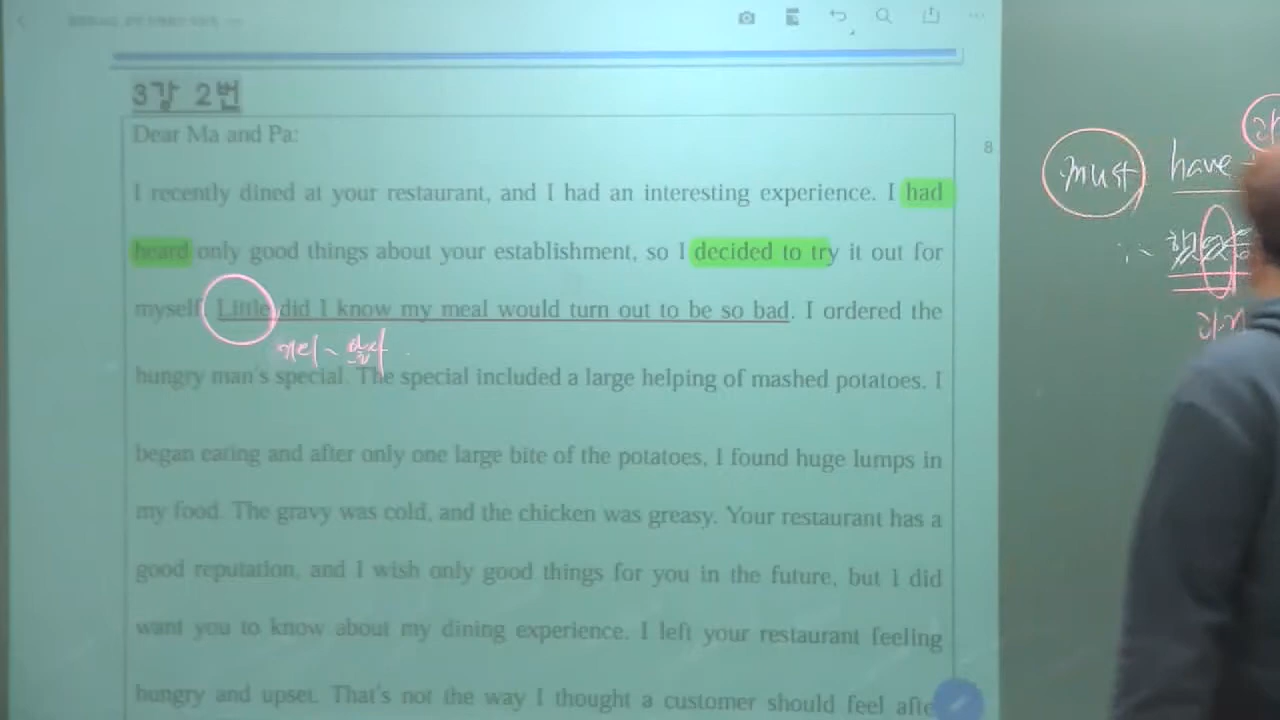 3강 2번
Dear Ma and Pa:
8
I recently dined at your restaurant, and I had an interesting experience. I had
heard only good things about your establishment, so I decided to try it out for
myself. Little did I know my meal would turn out to be so bad. I ordered the
거의
hungry man's special. The special included a large helping of mashed potatoes. I
began eating and after only one large bite of the potatoes, I found huge lumps in
my food. The gravy was cold, and the chicken was greasy. Your restaurant has a
good reputation, and I wish only good things for you in the future, but I did
want you to know about my dining experience. I left your restaurant feeling
hungry and upset. That's not the way I thought a customer should feel afte
must have